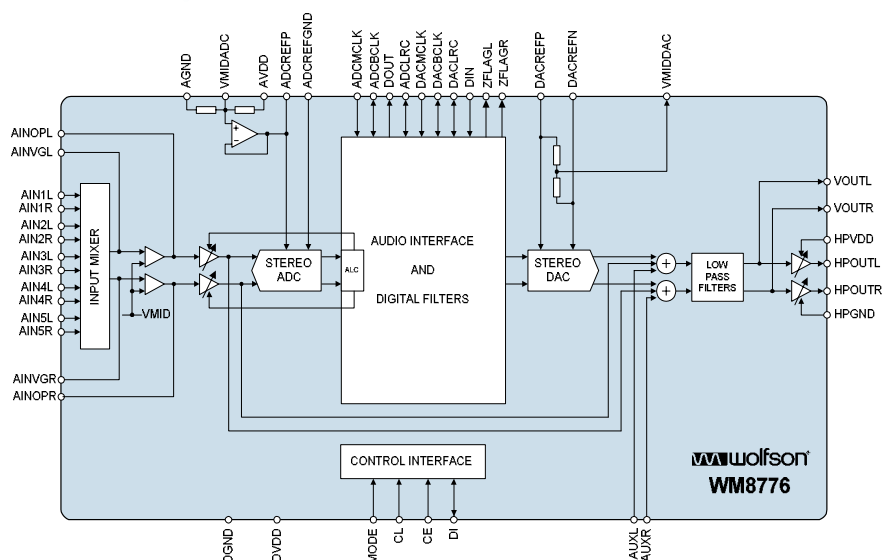 AGND
VMIDADC
AVDD
ADCREFP
ADCREFGND
ADCMCLK
ADCBCLK
DOUT
ADCLRC
DACMCLK
DACBCLK
DACLRC
DIN
ZFLAGL
ZFLAGR
DACREFP
DACREFN
VMIDDAC
AINOPL
AINVGL
AIN1L
AIN1R
AIN2L
AIN2R
AIN3L
AIN3R
AIN4L
AIN4R
AIN5L
AIN5R
AINVGR
AINOPR
INPUT MIXER
VMID
+
−
STEREO
ADC
ALC
AUDIO INTERFACE
AND
DIGITAL FILTERS
STEREO
DAC
+
+
LOW
PASS
FILTERS
VOUTL
VOUTR
HPVDD
HPOUTL
HPOUTR
HPGND
CONTROL INTERFACE
wolfson
WM8776
DGND
DVDD
MODE
CL
CE
DI
AUXL
AUXR